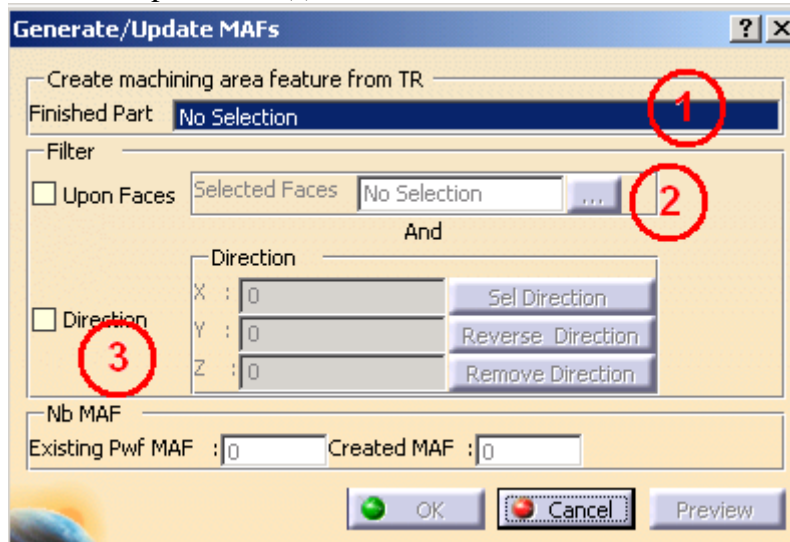 Generate/Update MAFs ? X
Create machining area feature from TR
Finished Part No Selection 1
Filter
Upon Faces Selected Faces No Selection ... 2
And
Direction
X : 0 Sel Direction
Direction Y : 0 Reverse Direction
3 Z : 0 Remove Direction
Nb MAF
Existing Pwf MAF : 0 Created MAF : 0
OK Cancel Preview